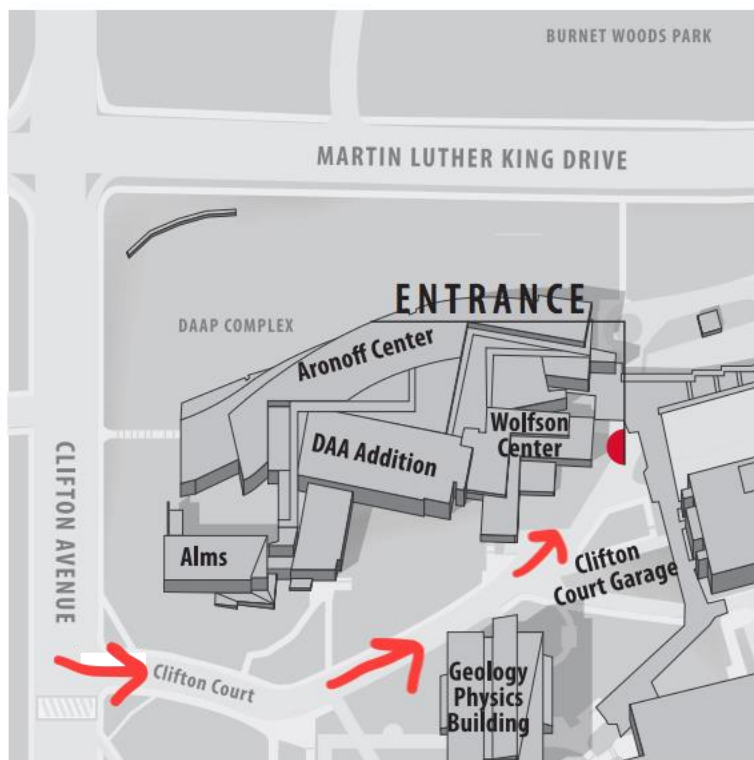 BURNET WOODS PARK
MARTIN LUTHER KING DRIVE
ENTRANCE
DAAP COMPLEX
Aronoff Center
Wolfson
Center
DAA Addition
CLIFTON AVENUE
Alms
Clifton
Court Garage
Clifton Court
Geology
Physics
Building